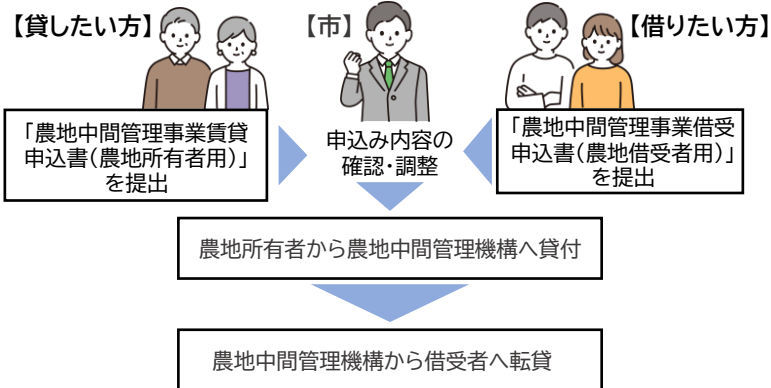 【貸したい方】
【市】
【借りたい方】
「農地中間管理事業賃貸
申込書(農地所有者用)」
を提出
申込み内容の
確認・調整
「農地中間管理事業借受
申込書(農地借受者用)」
を提出
農地所有者から農地中間管理機構へ貸付
農地中間管理機構から借受者へ転貸